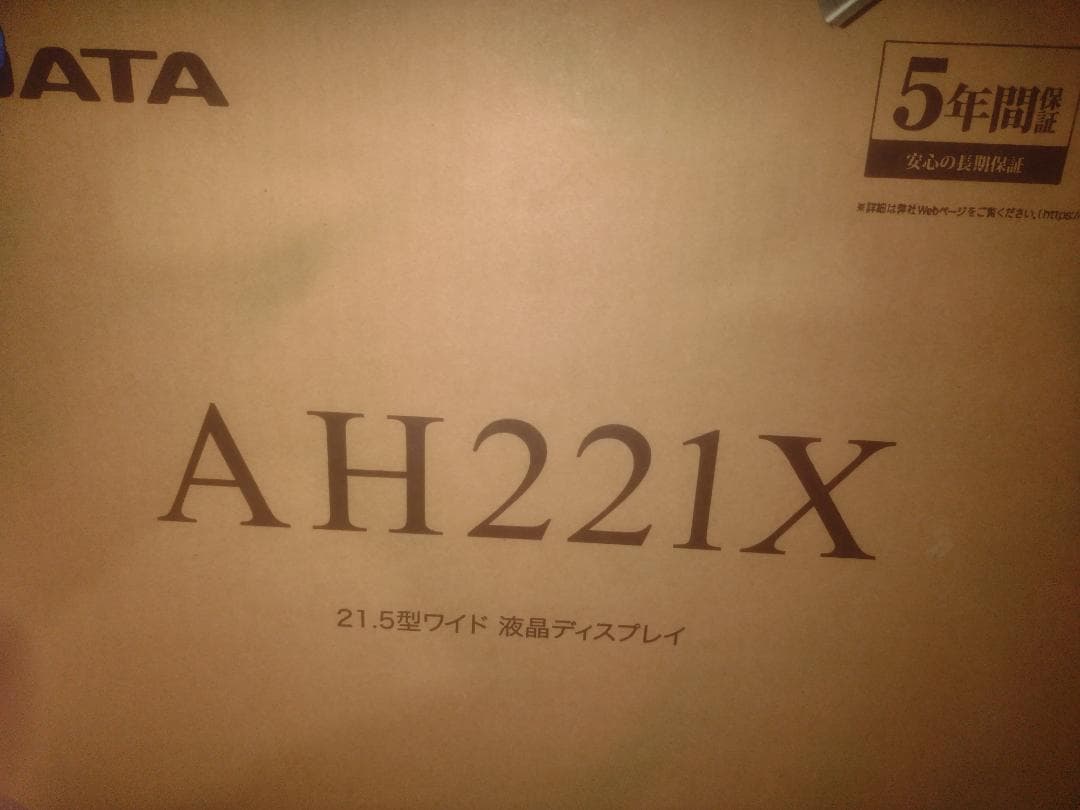 ATA
5年間保証
安心の長期保証
※詳細は弊社Webページをご覧ください。(https:/
AH221X
21.5型ワイド 液晶ディスプレイ